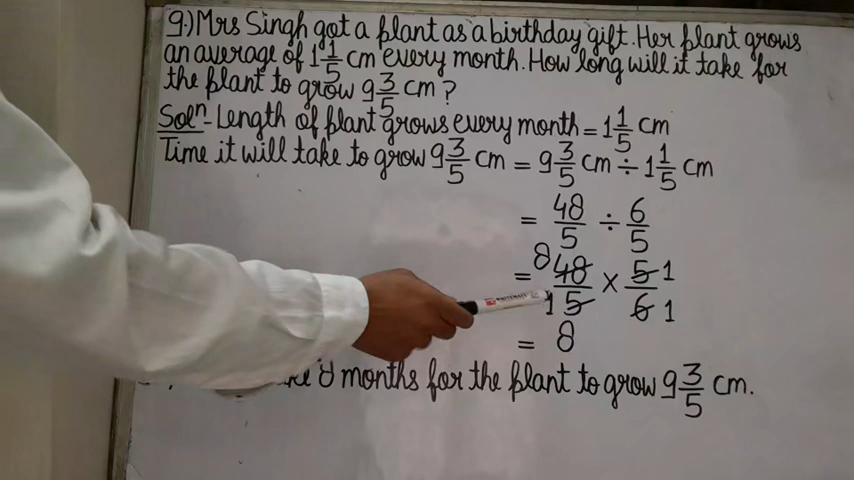 9.) Mrs Singh got a plant as a birthday gift. Her plant grows
an average of 1 1/5 cm every month. How long will it take for
the plant to grow 9 3/5 cm?
Solⁿ- Length of plant grows every month = 1 1/5 cm
Time it will take to grow 9 3/5 cm = 9 3/5 cm ÷ 1 1/5 cm
= 48/5 ÷ 6/5
= 8 48/1 5 × 5 1/6 1
= 8
8 months for the plant to grow 9 3/5 cm.